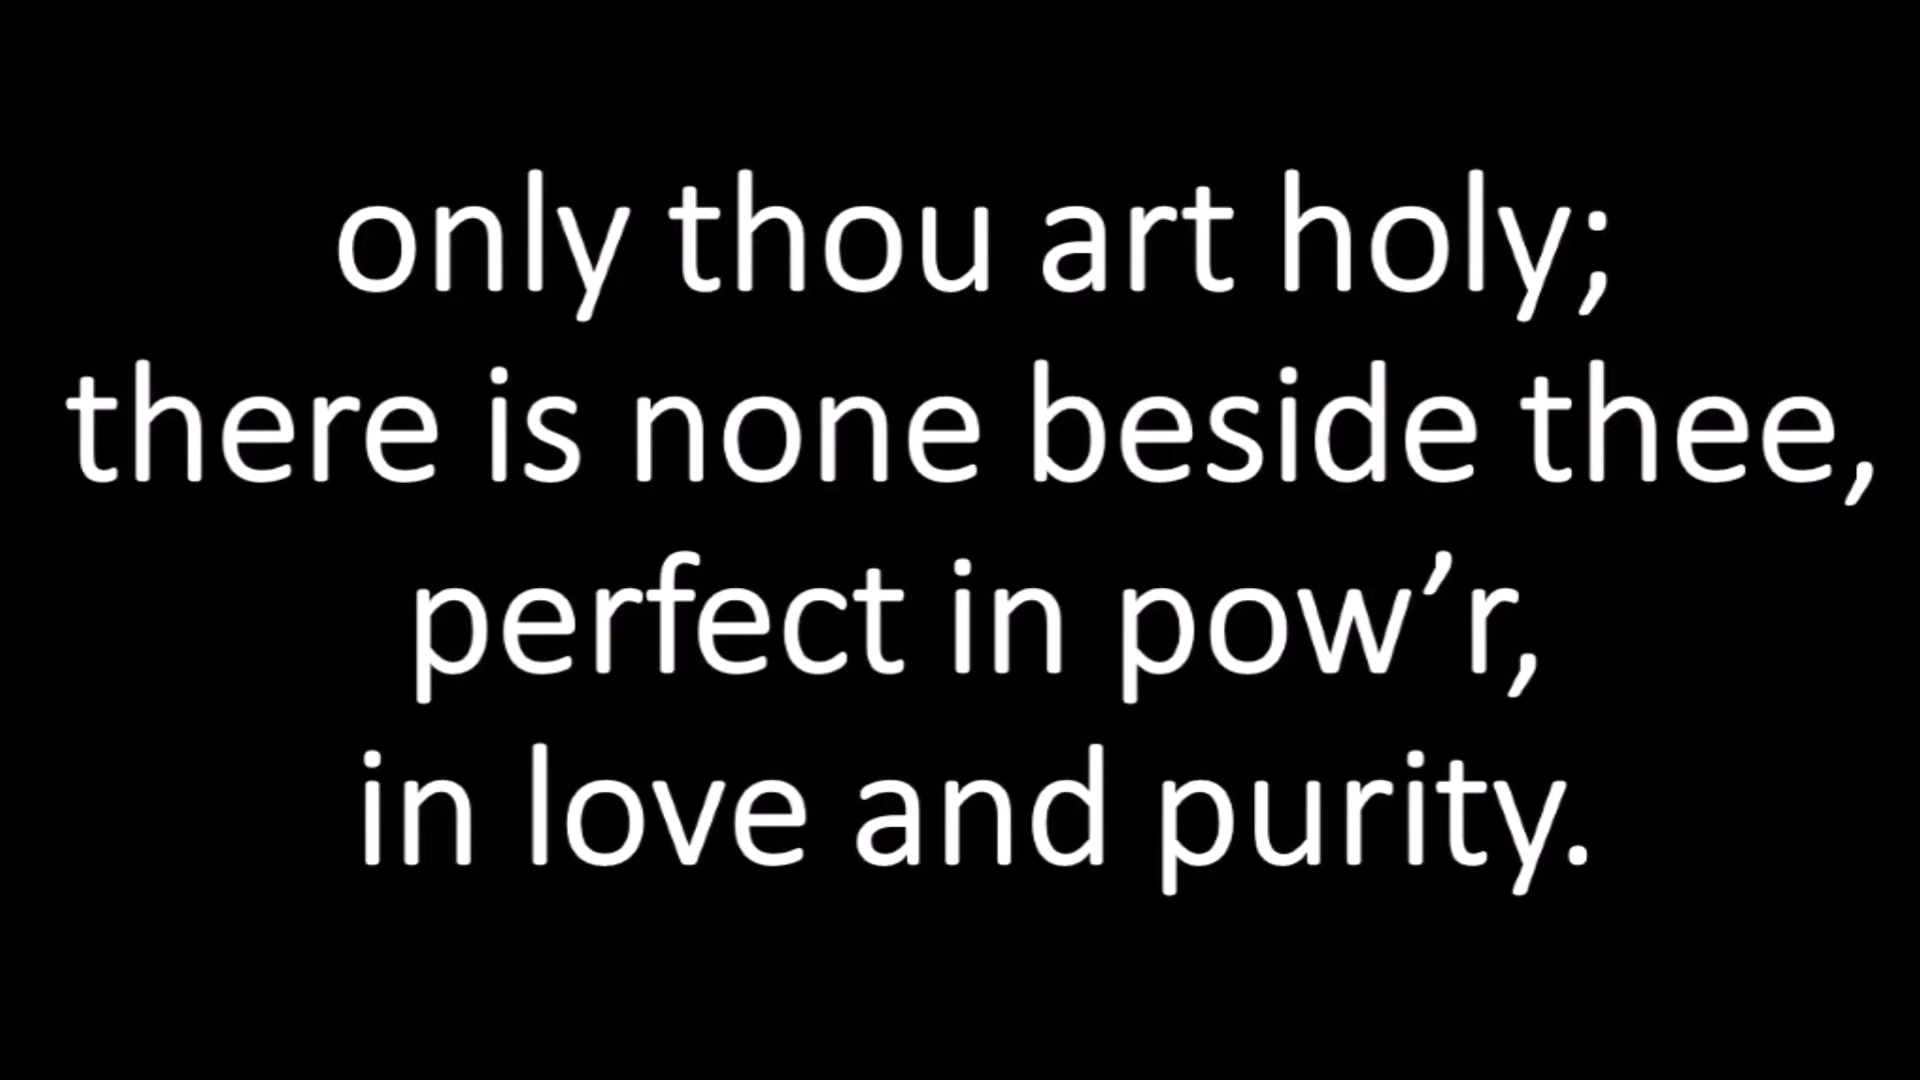 only thou art holy;
there is none beside thee,
perfect in pow’r,
in love and purity.